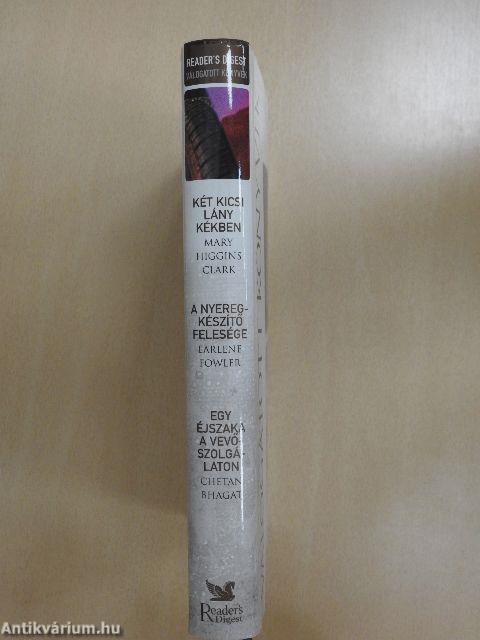 READER'S DIGEST
VÁLOGATOTT KÖNYVEK
KÉT KICSI
LÁNY
KÉKBEN
MARY
HIGGINS
CLARK
A NYEREG-
KÉSZÍTŐ
FELESÉGE
EARLENE
FOWLER
EGY
ÉJSZAKA
A VEVŐ-
SZOLGÁ-
LATON
CHETAN
BHAGAT
Reader's
Digest
Antikvárium.hu